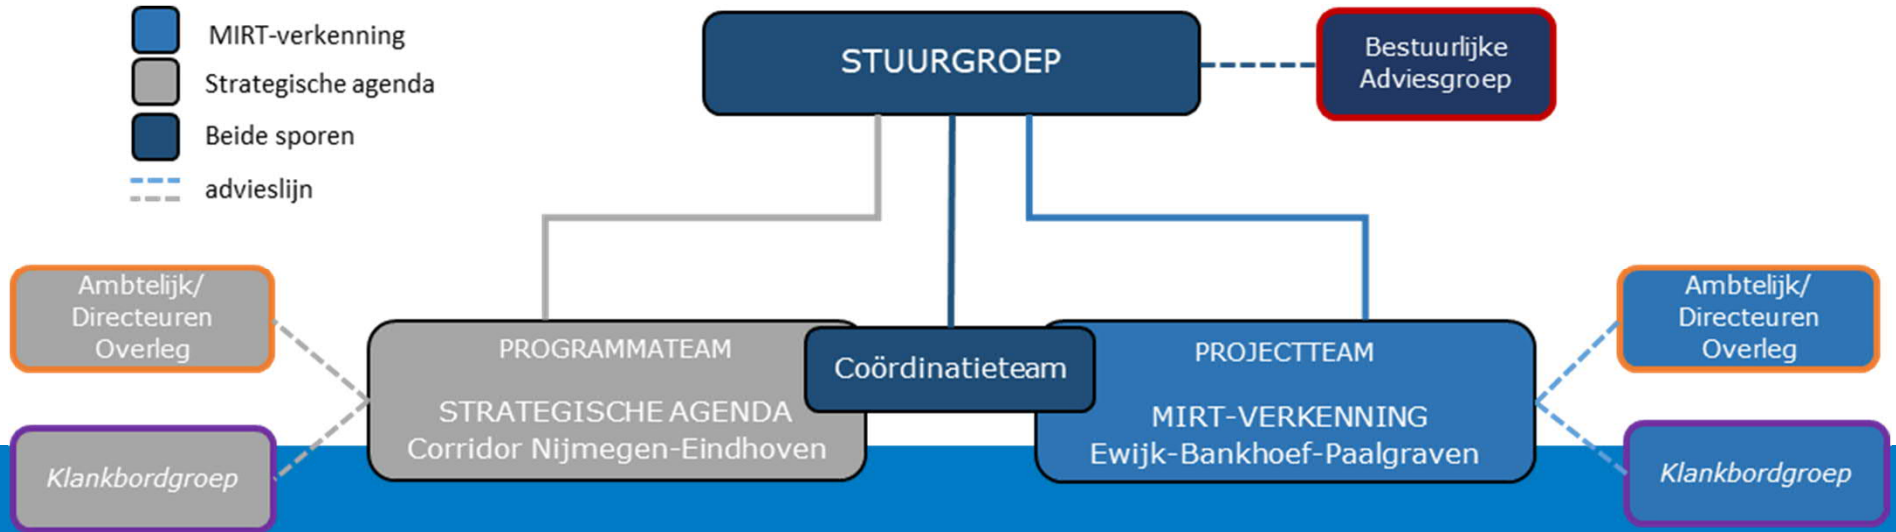 MIRT-verkenning
Strategische agenda
Beide sporen
advieslijn
STUURGROEP
Bestuurlijke
Adviesgroep
Ambtelijk/
Directeuren
Overleg
Klankbordgroep
PROGRAMMATEAM
STRATEGISCHE AGENDA
Corridor Nijmegen-Eindhoven
Coördinatieteam
PROJECTTEAM
MIRT-VERKENNING
Ewijk-Bankhoef-Paalgraven
Ambtelijk/
Directeuren
Overleg
Klankbordgroep